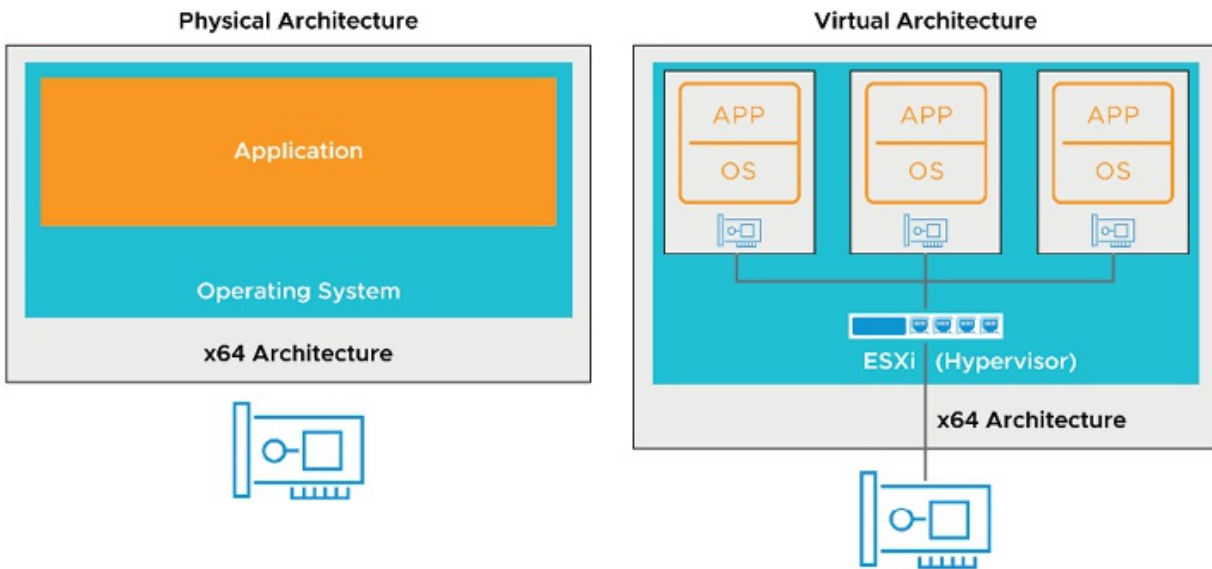 Physical Architecture
Application
Operating System
x64 Architecture
Virtual Architecture
APP
OS
APP
OS
APP
OS
ESXi (Hypervisor)
x64 Architecture